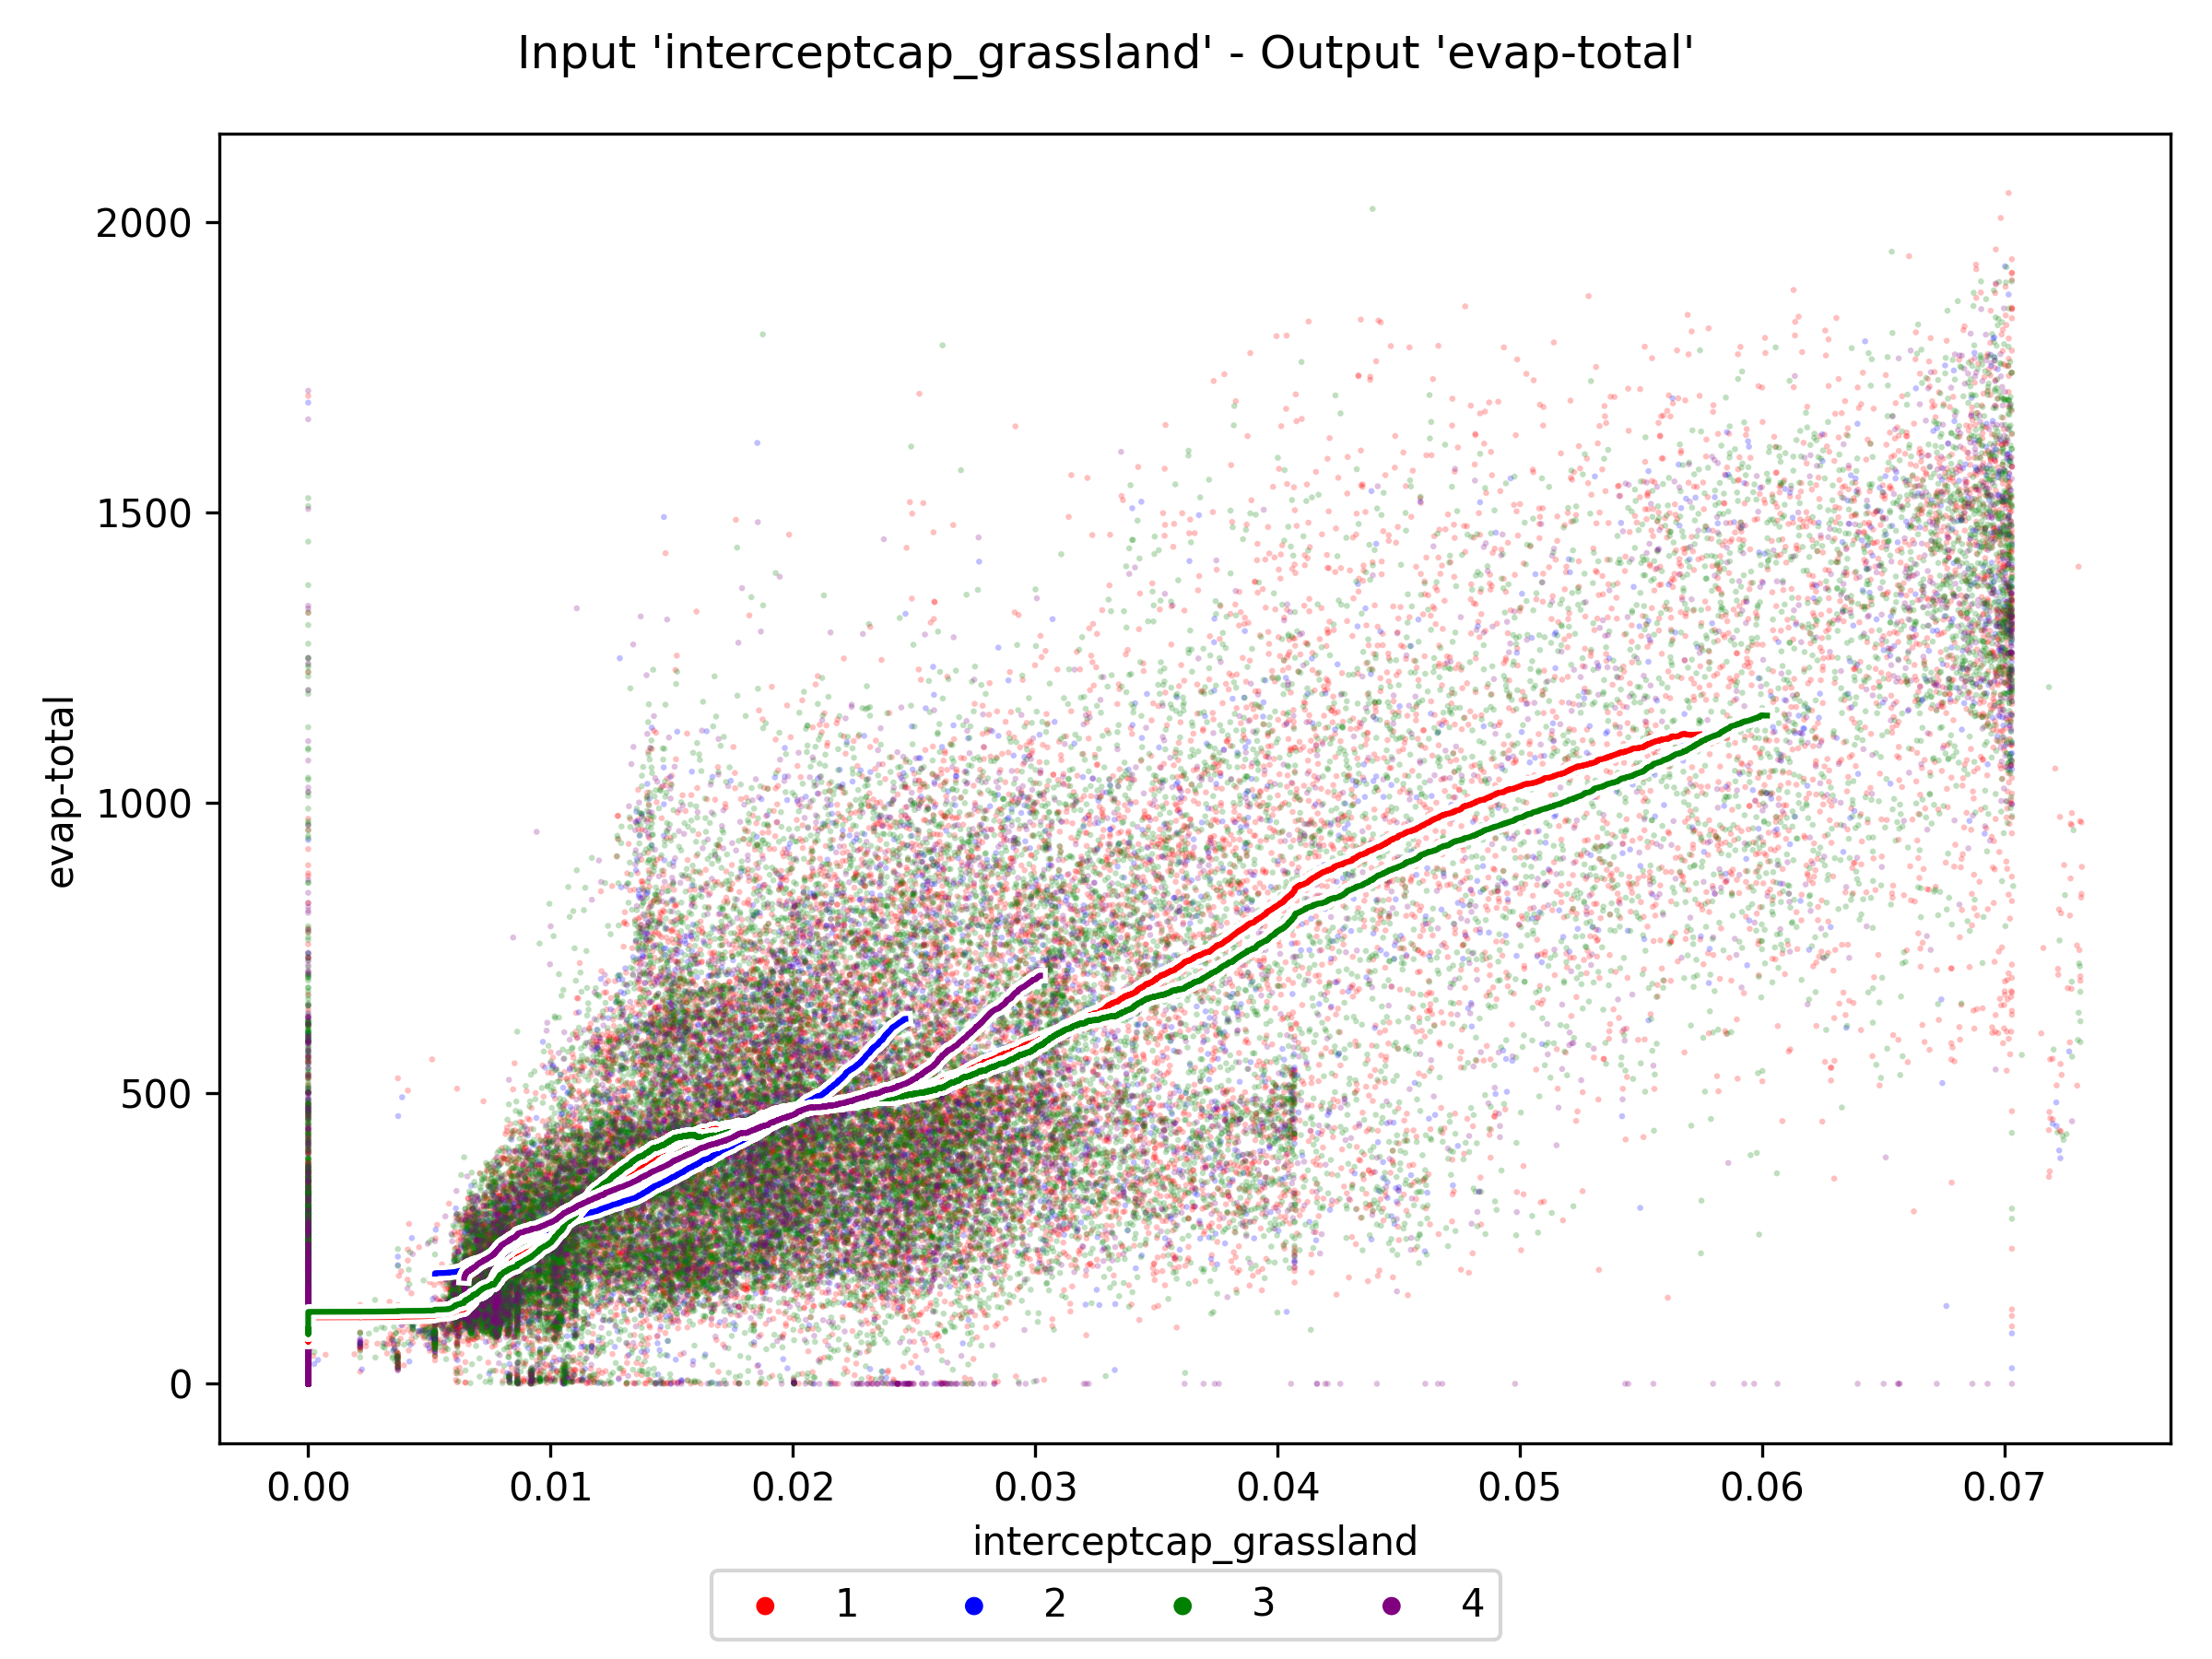 Input 'interceptcap_grassland' - Output 'evap-total'
2000
1500
1000
500
0
evap-total
0.00 0.01 0.02 0.03 0.04 0.05 0.06 0.07
interceptcap_grassland
1 2 3 4